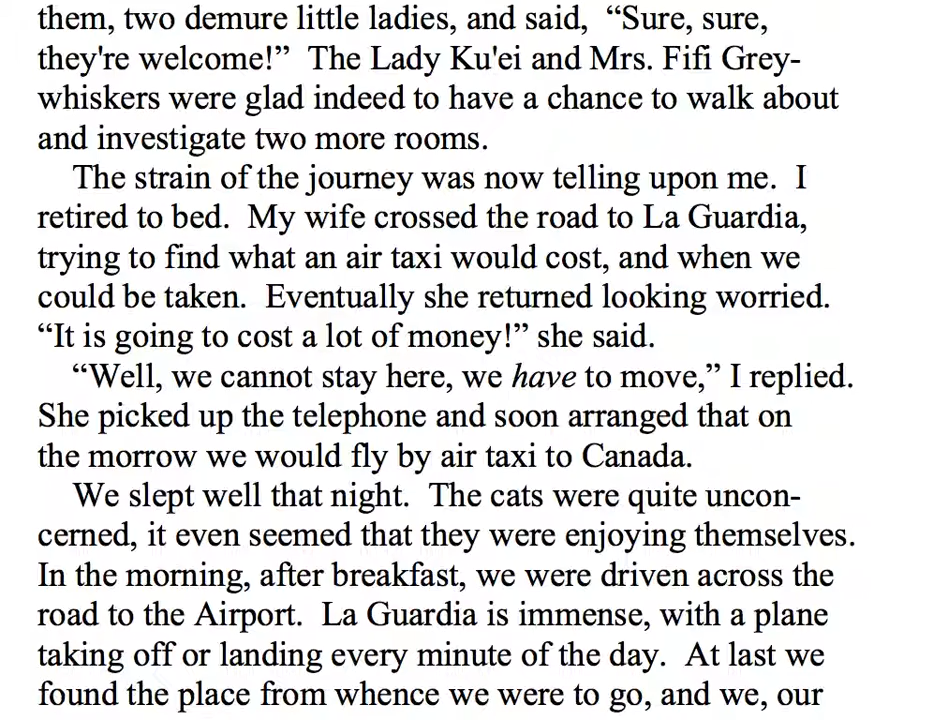 them, two demure little ladies, and said,  “Sure, sure,
they're welcome!”  The Lady Ku'ei and Mrs. Fifi Grey-
whiskers were glad indeed to have a chance to walk about
and investigate two more rooms.
The strain of the journey was now telling upon me.  I
retired to bed.  My wife crossed the road to La Guardia,
trying to find what an air taxi would cost, and when we
could be taken.  Eventually she returned looking worried.
“It is going to cost a lot of money!” she said.
“Well, we cannot stay here, we have to move,” I replied.
She picked up the telephone and soon arranged that on
the morrow we would fly by air taxi to Canada.
We slept well that night.  The cats were quite uncon-
cerned, it even seemed that they were enjoying themselves.
In the morning, after breakfast, we were driven across the
road to the Airport.  La Guardia is immense, with a plane
taking off or landing every minute of the day.  At last we
found the place from whence we were to go, and we, our